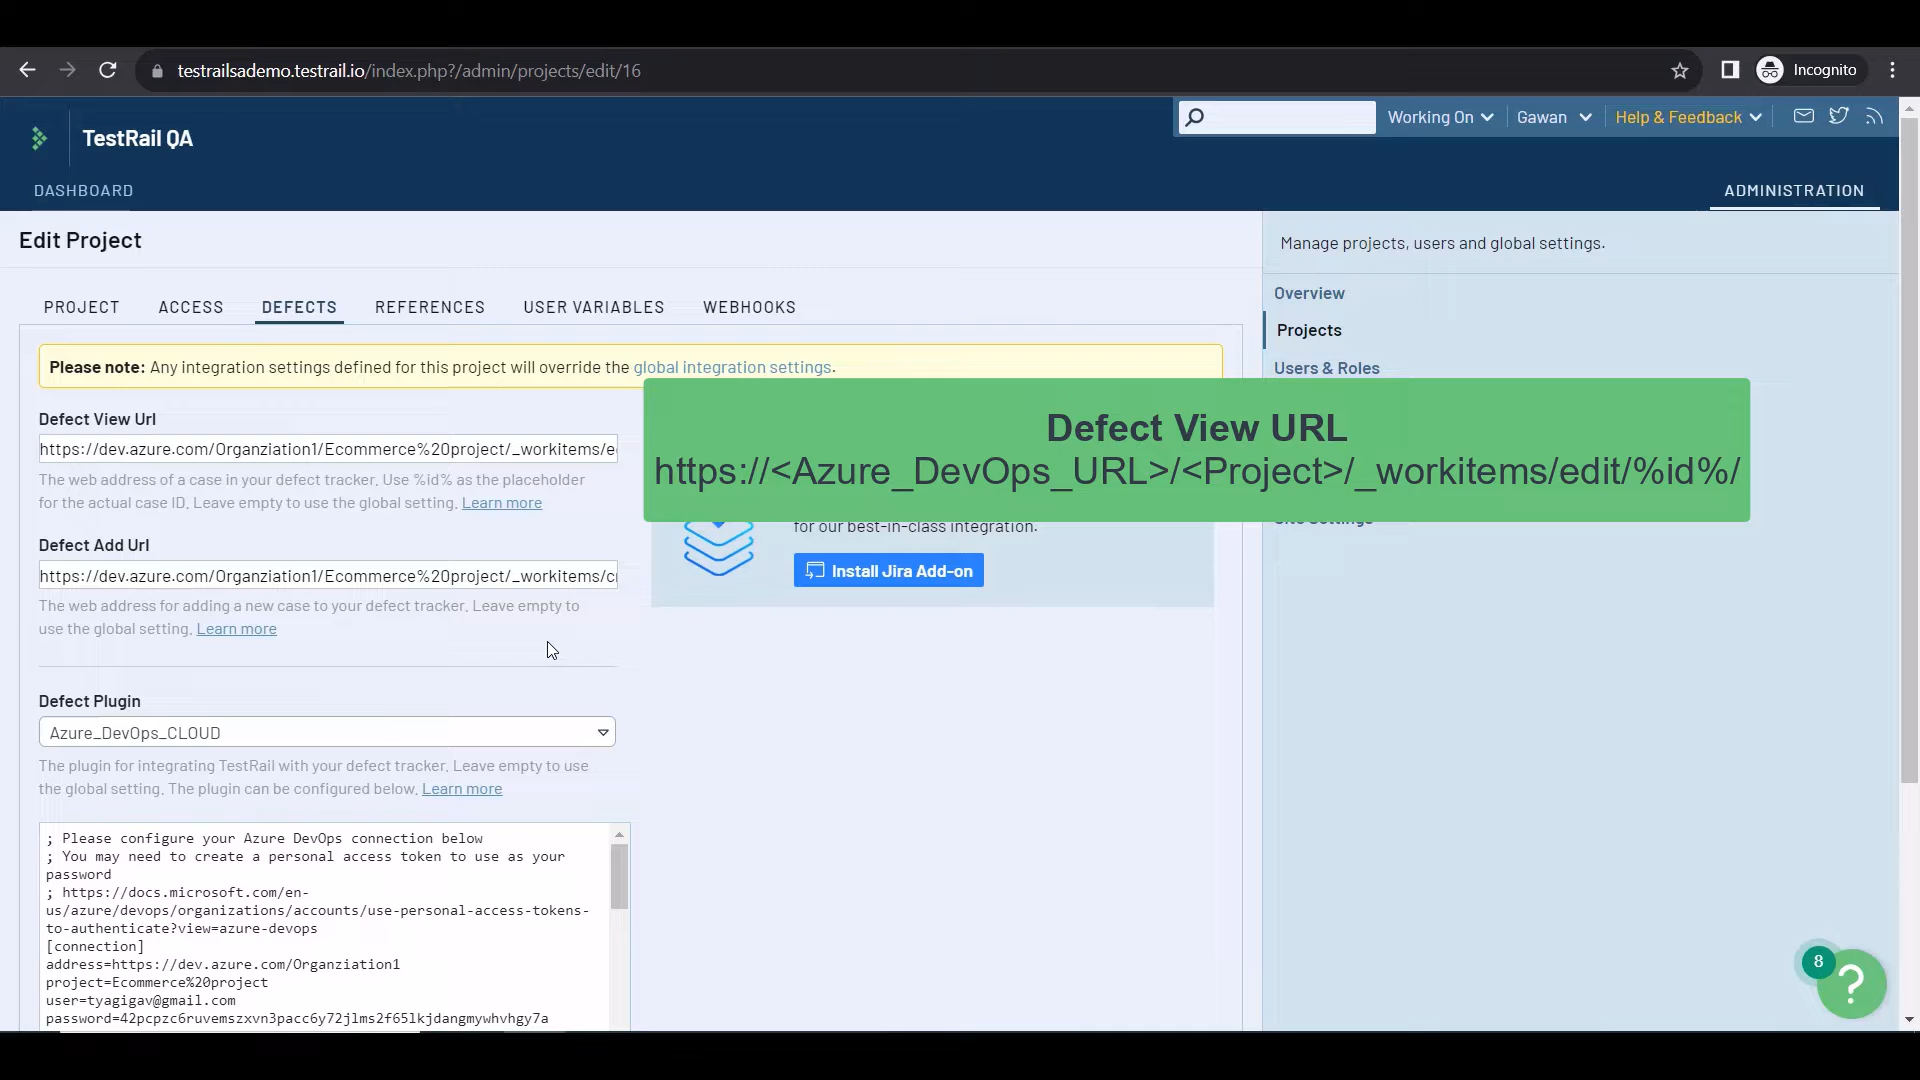 testrailsademo.testrail.io/index.php?/admin/projects/edit/16
Incognito
TestRail QA
Working On
Gawan
Help & Feedback
DASHBOARD
ADMINISTRATION
Edit Project
Manage projects, users and global settings.
PROJECT
ACCESS
DEFECTS
REFERENCES
USER VARIABLES
WEBHOOKS
Overview
Projects
Users & Roles
Please note: Any integration settings defined for this project will override the global integration settings.
Defect View URL
https://<Azure_DevOps_URL>/<Project>/_workitems/edit/%id%/
Defect View Url
https://dev.azure.com/Organziation1/Ecommerce%20project/_workitems/e
The web address of a case in your defect tracker. Use %id% as the placeholder
for the actual case ID. Leave empty to use the global setting. Learn more
for our best-in-class integration.
Install Jira Add-on
Defect Add Url
https://dev.azure.com/Organziation1/Ecommerce%20project/_workitems/c
The web address for adding a new case to your defect tracker. Leave empty to
use the global setting. Learn more
Defect Plugin
Azure_DevOps_CLOUD
The plugin for integrating TestRail with your defect tracker. Leave empty to use
the global setting. The plugin can be configured below. Learn more
; Please configure your Azure DevOps connection below
; You may need to create a personal access token to use as your
password
; https://docs.microsoft.com/en-
us/azure/devops/organizations/accounts/use-personal-access-tokens-
to-authenticate?view=azure-devops
[connection]
address=https://dev.azure.com/Organziation1
project=Ecommerce%20project
user=tyagigav@gmail.com
password=42pcpzc6ruvemszxvn3pacc6y72jlms2f65lkjdangmywhvhgy7a
8
?